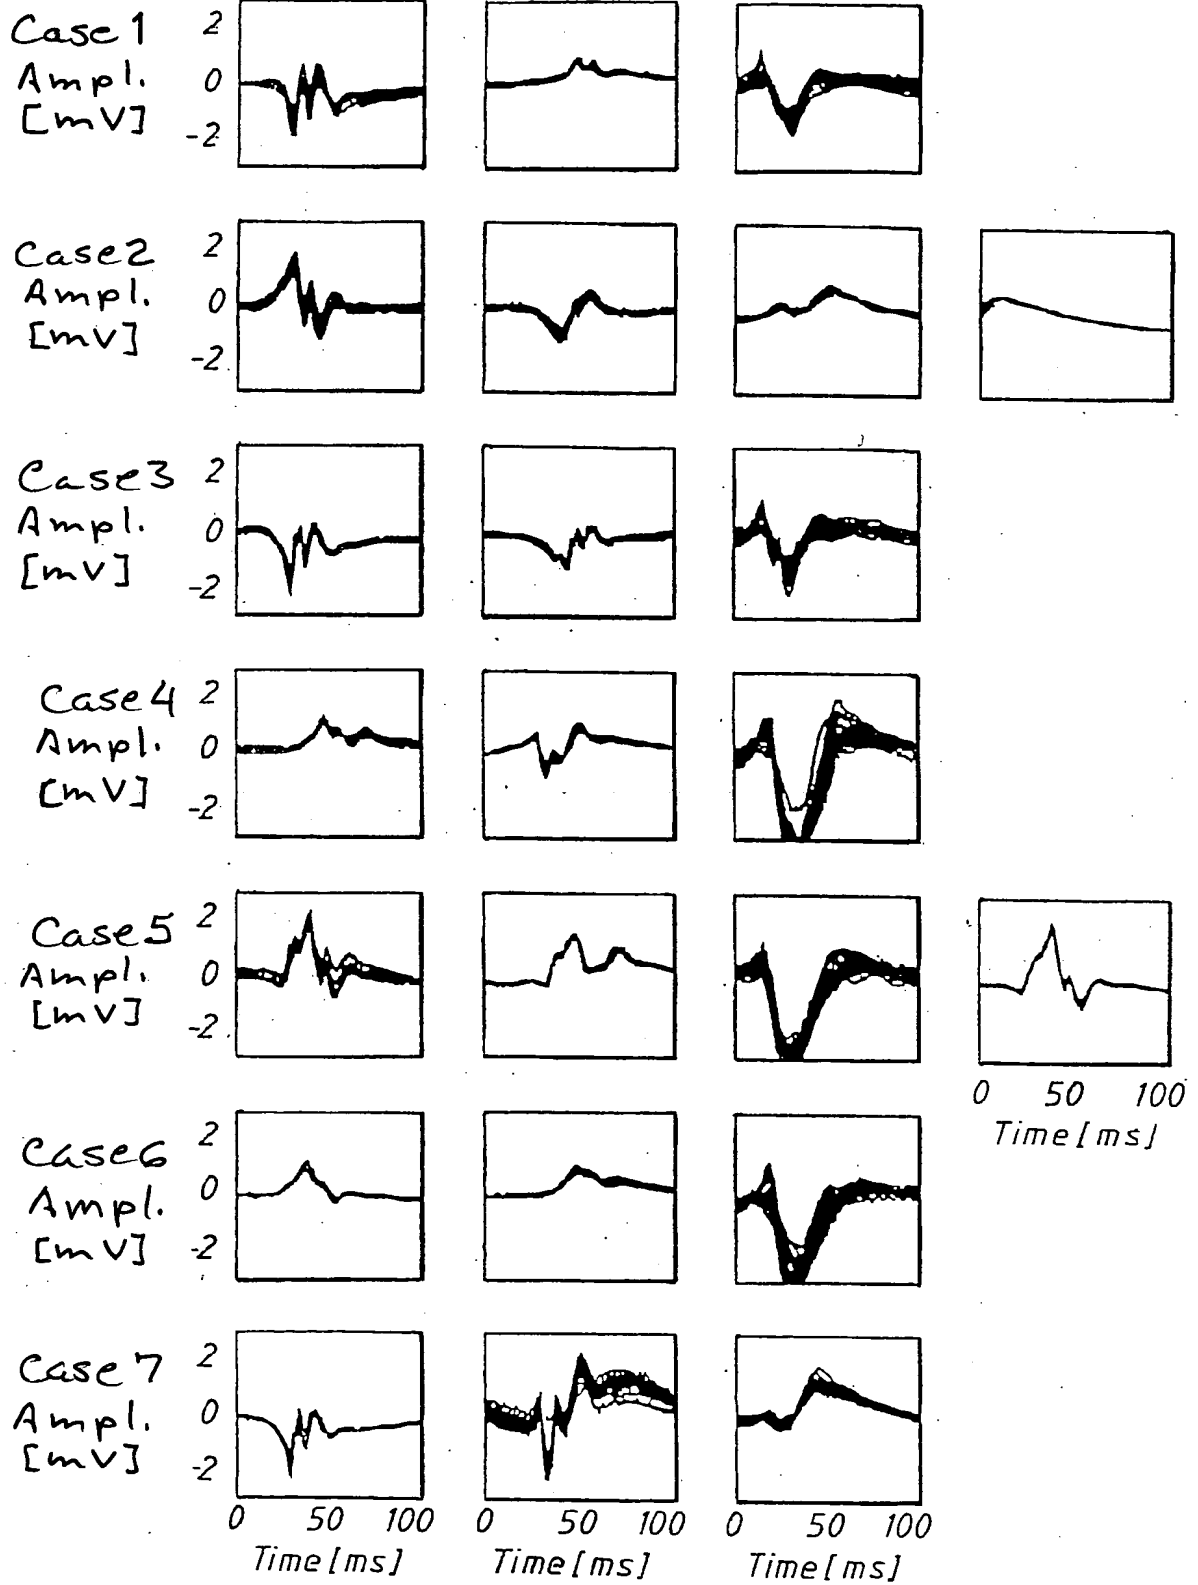 Case 1
Ampl.
[mV]
2
0
-2
Case 2
Ampl.
[mV]
2
0
-2
Case 3
Ampl.
[mV]
2
0
-2
Case 4
Ampl.
[mV]
2
0
-2
Case 5
Ampl.
[mV]
2
0
-2
0 50 100
Time [ms]
Case 6
Ampl.
[mV]
2
0
-2
Case 7
Ampl.
[mV]
2
0
-2
0 50 100
Time [ms]
0 50 100
Time [ms]
0 50 100
Time [ms]